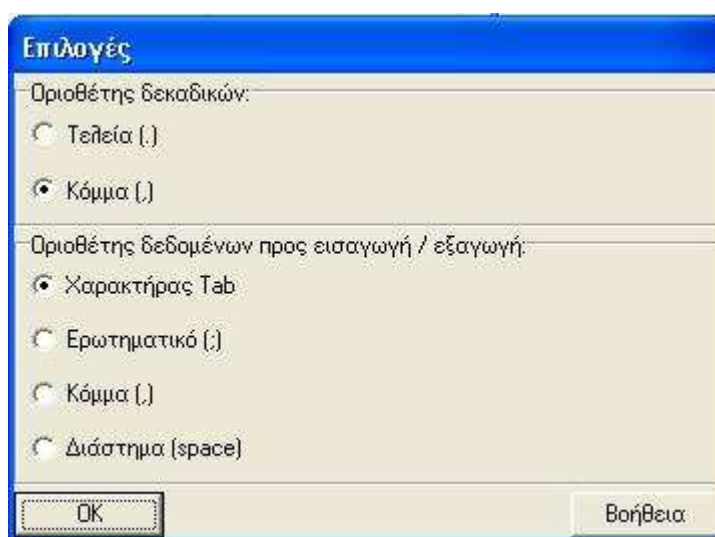 Επιλογές
Οριοθέτης δεκαδικών:
Τελεία (.)
Κόμμα (,)
Οριοθέτης δεδομένων προς εισαγωγή / εξαγωγή:
Χαρακτήρας Tab
Ερωτηματικό (;)
Κόμμα (,)
Διάστημα (space)
OK
Βοήθεια